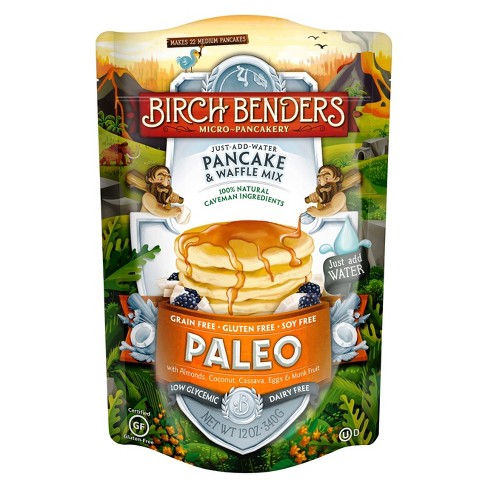 MAKES 22 MEDIUM PANCAKES
BIRCH BENDERS
MICRO-PANCAKERY
JUST-ADD-WATER
PANCAKE
& WAFFLE MIX
100% NATURAL
CAVEMAN INGREDIENTS
Just add
WATER
GRAIN FREE • GLUTEN FREE • SOY FREE
PALEO
with Almonds, Coconut, Cassava, Eggs & Monk Fruit
LOW GLYCEMIC
B
DAIRY FREE
NET WT 12 OZ • 340G
Certified
GF
Gluten-Free
U D